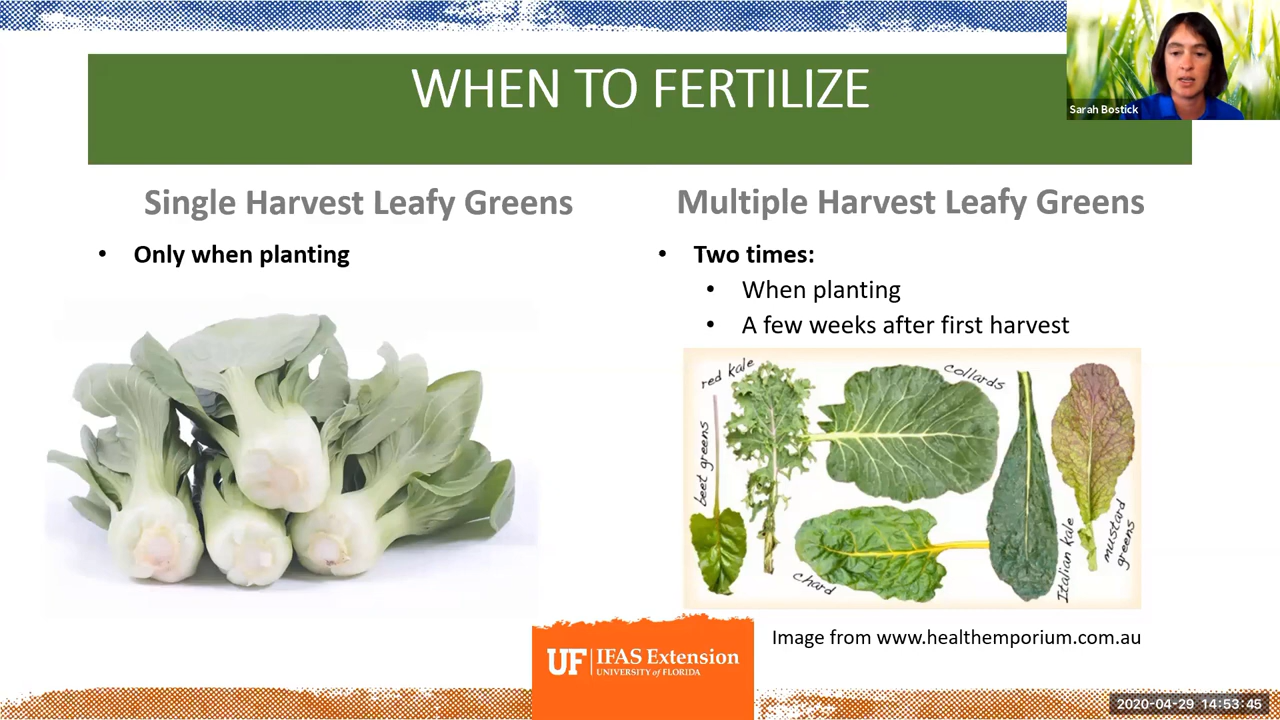 WHEN TO FERTILIZE
Sarah Bostick
Single Harvest Leafy Greens
• Only when planting
Multiple Harvest Leafy Greens
• Two times:
• When planting
• A few weeks after first harvest
red kale
collards
beet greens
chard
Italian kale
mustard
greens
Image from www.healthemporium.com.au
UF IFAS Extension
UNIVERSITY of FLORIDA
2020-04-29 14:53:45